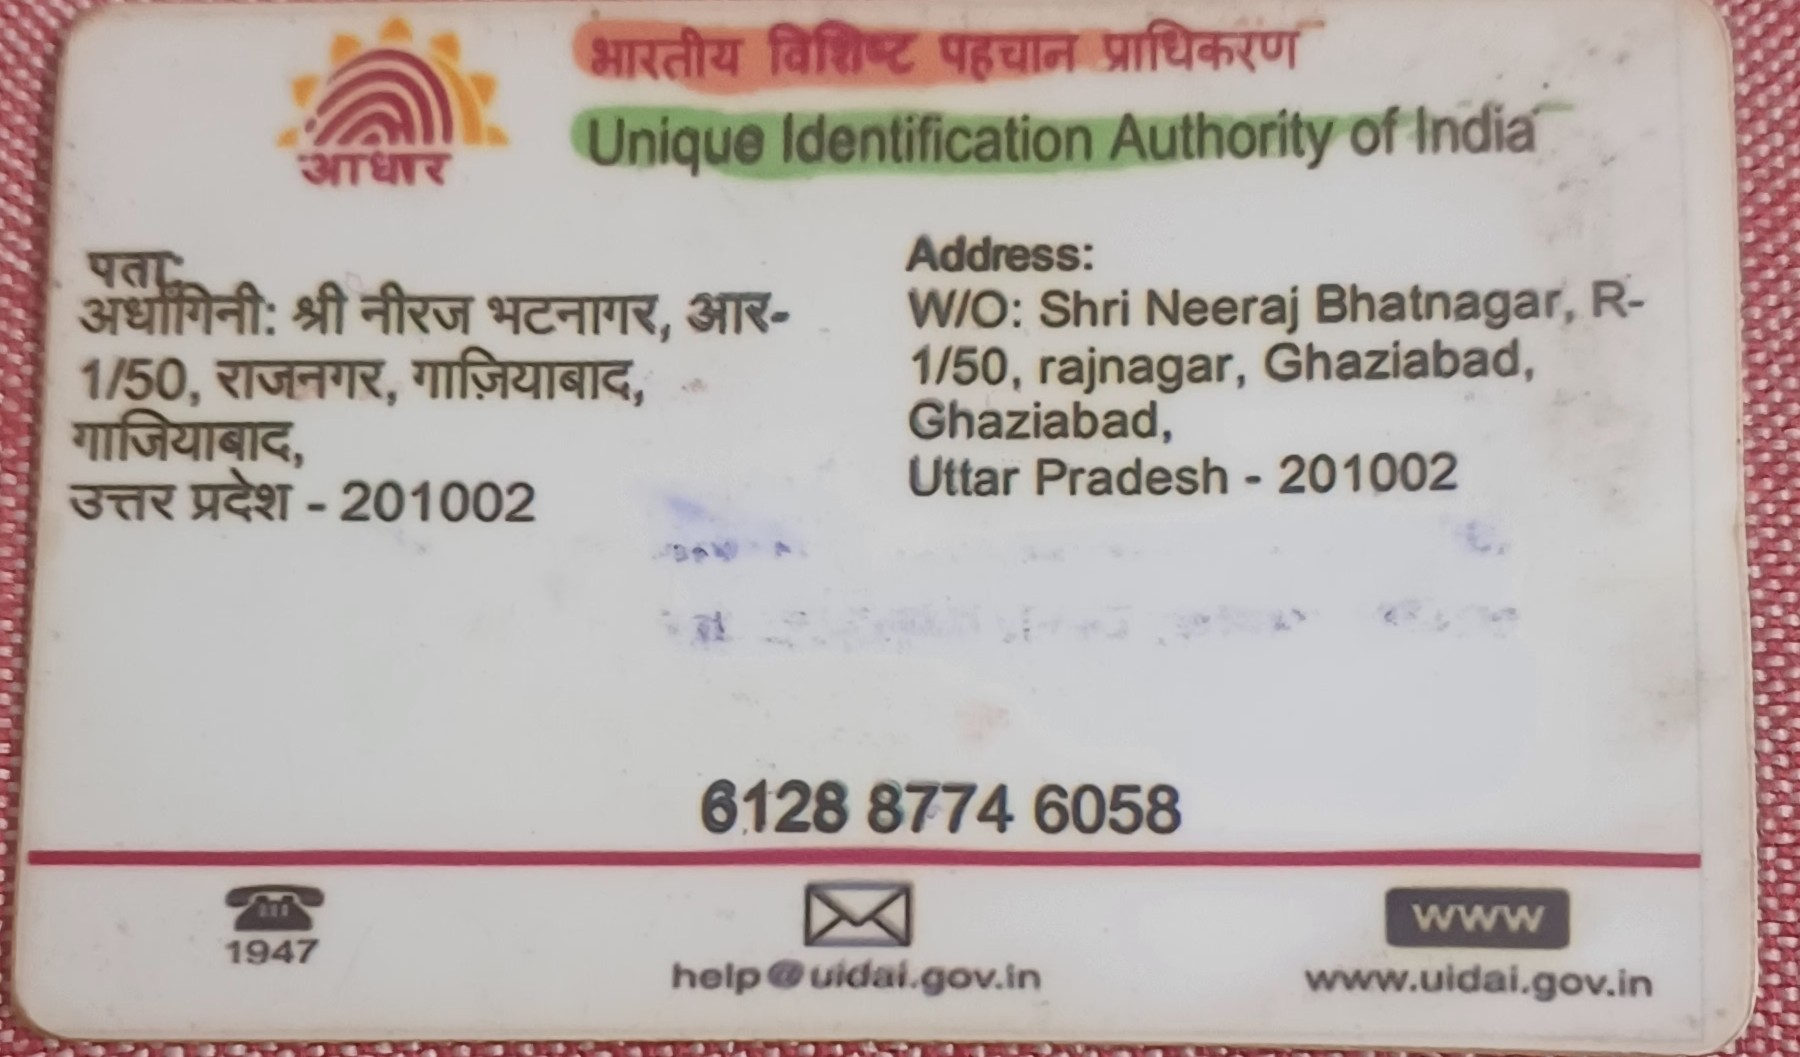 आधार
भारतीय विशिष्ट पहचान प्राधिकरण
Unique Identification Authority of India
पता:
अर्धांगिनी: श्री नीरज भटनागर, आर-
1/50, राजनगर, गाज़ियाबाद,
गाजियाबाद,
उत्तर प्रदेश - 201002
Address:
W/O: Shri Neeraj Bhatnagar, R-
1/50, rajnagar, Ghaziabad,
Ghaziabad,
Uttar Pradesh - 201002
6128 8774 6058
1947
help@uidai.gov.in
www
www.uidai.gov.in